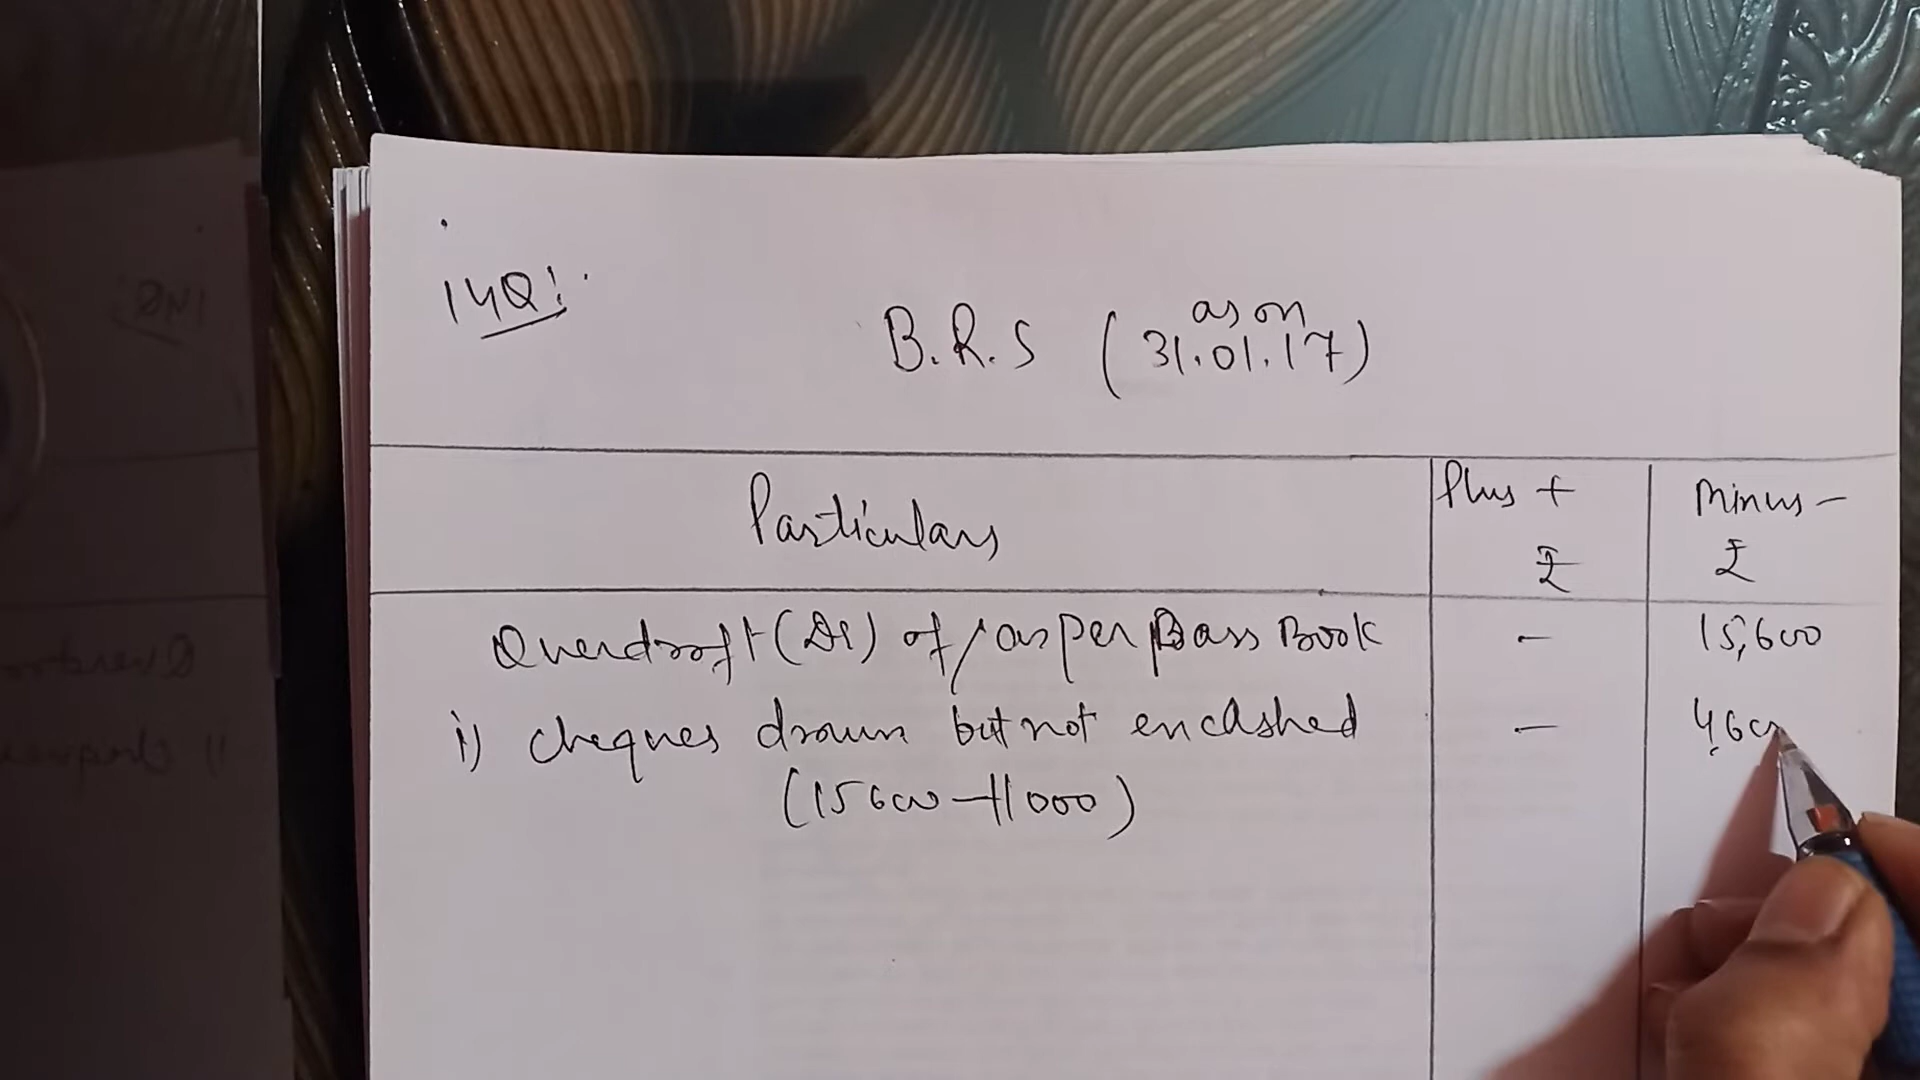 14Q:
B.R.S ( as on 31.01.17)
Particulars Plus + ₹ Minus - ₹
Overdraft (Dr) of / as per Pass Book - 15,600
i) cheques drawn but not encashed - 4,600
(15600 - 11000)